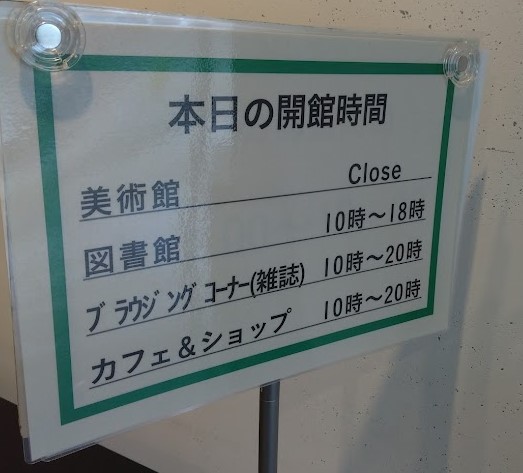 本日の開館時間
美術館 Close
図書館 10時～18時
ブラウジングコーナー(雑誌) 10時～20時
カフェ&ショップ 10時～20時